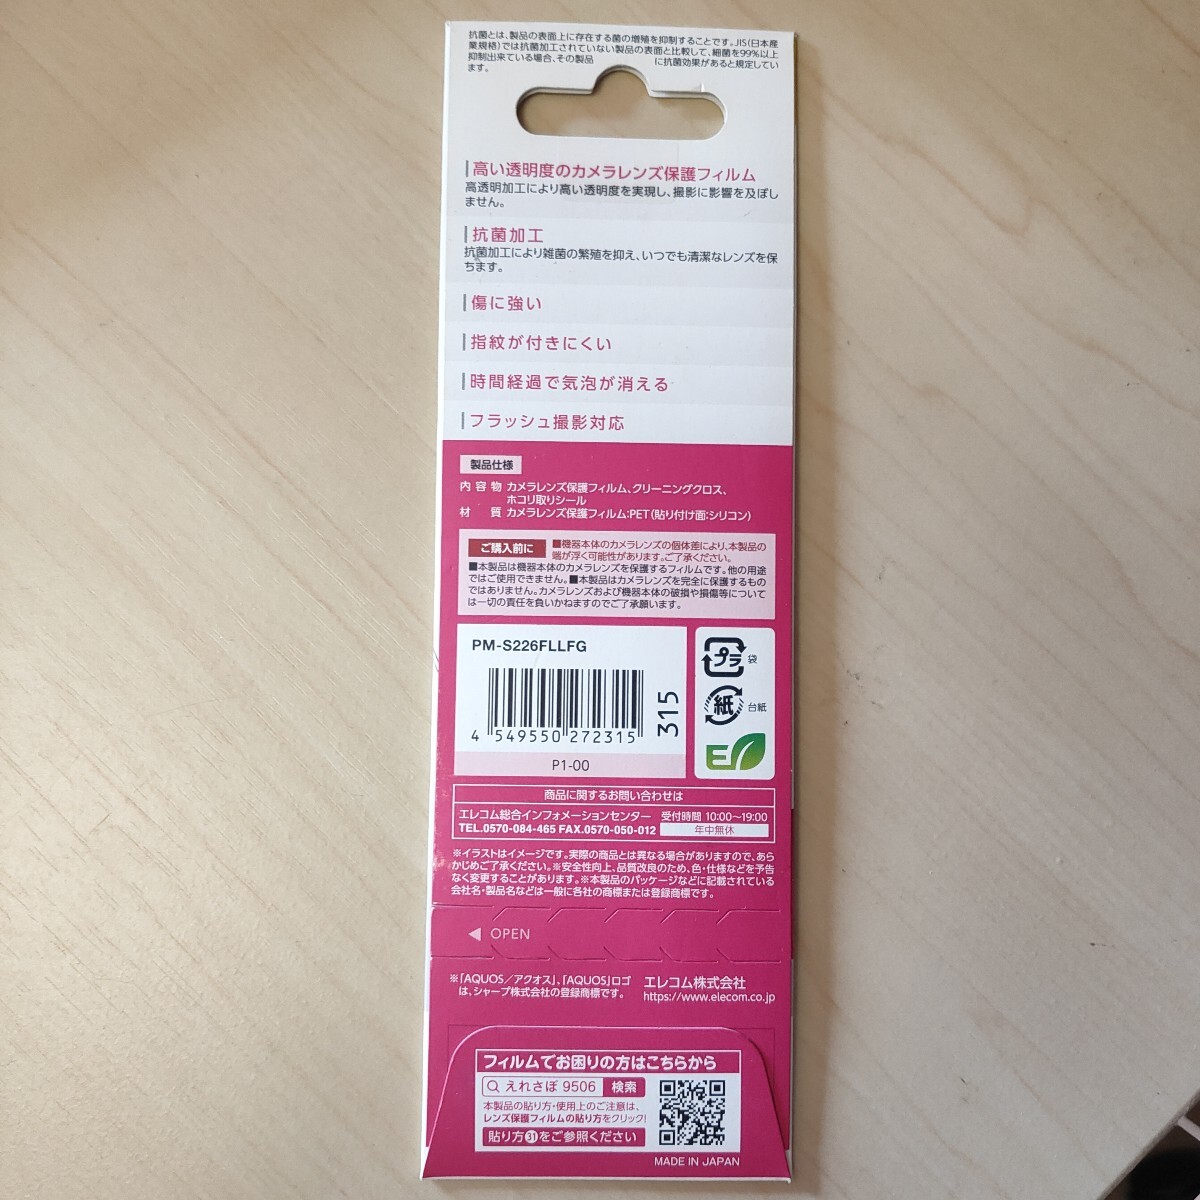 抗菌とは、製品の表面上に存在する菌の増殖を抑制することです。JIS(日本産
業規格)では抗菌加工されていない製品の表面と比較して、細菌を99%以上
抑制出来ている場合、その製品 に抗菌効果があると規定してい
ます。
高い透明度のカメラレンズ保護フィルム
高透明加工により高い透明度を実現し、撮影に影響を及ぼし
ません。
抗菌加工
抗菌加工により雑菌の繁殖を抑え、いつでも清潔なレンズを保
ちます。
傷に強い
指紋が付きにくい
時間経過で気泡が消える
フラッシュ撮影対応
製品仕様
内容物 カメラレンズ保護フィルム、クリーニングクロス、
ホコリ取りシール
材質 カメラレンズ保護フィルム:PET(貼り付け面:シリコン)
ご購入前に ■機器本体のカメラレンズの個体差により、本製品の
端が浮く可能性があります。ご了承ください。
■本製品は機器本体のカメラレンズを保護するフィルムです。他の用途
ではご使用できません。■本製品はカメラレンズを完全に保護するもの
ではありません。カメラレンズおよび機器本体の破損や損傷等について
は一切の責任を負いかねますのでご了承願います。
PM-S226FLLFG
4 549550 272315
315
P1-00
プラ 袋
紙 台紙
E
商品に関するお問い合わせは
エレコム総合インフォメーションセンター 受付時間 10:00〜19:00
TEL.0570-084-465 FAX.0570-050-012 年中無休
※イラストはイメージです。実際の商品とは異なる場合がありますので、あら
かじめご了承ください。※安全性向上、品質改良のため、色・仕様などを予告
なく変更することがあります。※本製品のパッケージなどに記載されている
会社名・製品名などは一般に各社の商標または登録商標です。
◀ OPEN
※「AQUOS/アクオス」、「AQUOS」ロゴ
は、シャープ株式会社の登録商標です。
エレコム株式会社
https://www.elecom.co.jp
フィルムでお困りの方はこちらから
えれさぽ 9506 検索
本製品の貼り方・使用上のご注意は、
レンズ保護フィルムの貼り方をクリック!
貼り方31をご参照ください
MADE IN JAPAN